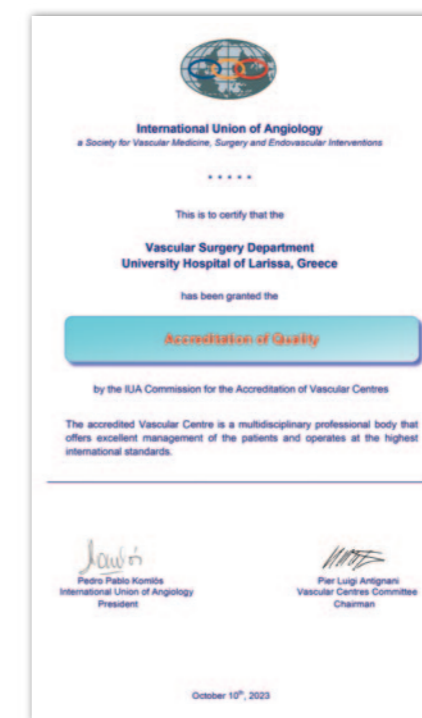 International Union of Angiology
a Society for Vascular Medicine, Surgery and Endovascular Interventions
* * * * *
This is to certify that the
Vascular Surgery Department
University Hospital of Larissa, Greece
has been granted the
Accreditation of Quality
by the IUA Commission for the Accreditation of Vascular Centres
The accredited Vascular Centre is a multidisciplinary professional body that
offers excellent management of the patients and operates at the highest
international standards.
Pedro Pablo Komlós
International Union of Angiology
President
Pier Luigi Antignani
Vascular Centres Committee
Chairman
October 10th, 2023